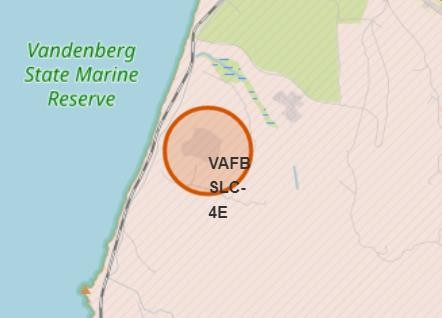 Vandenberg
State Marine
Reserve
VAFB
SLC-
4E